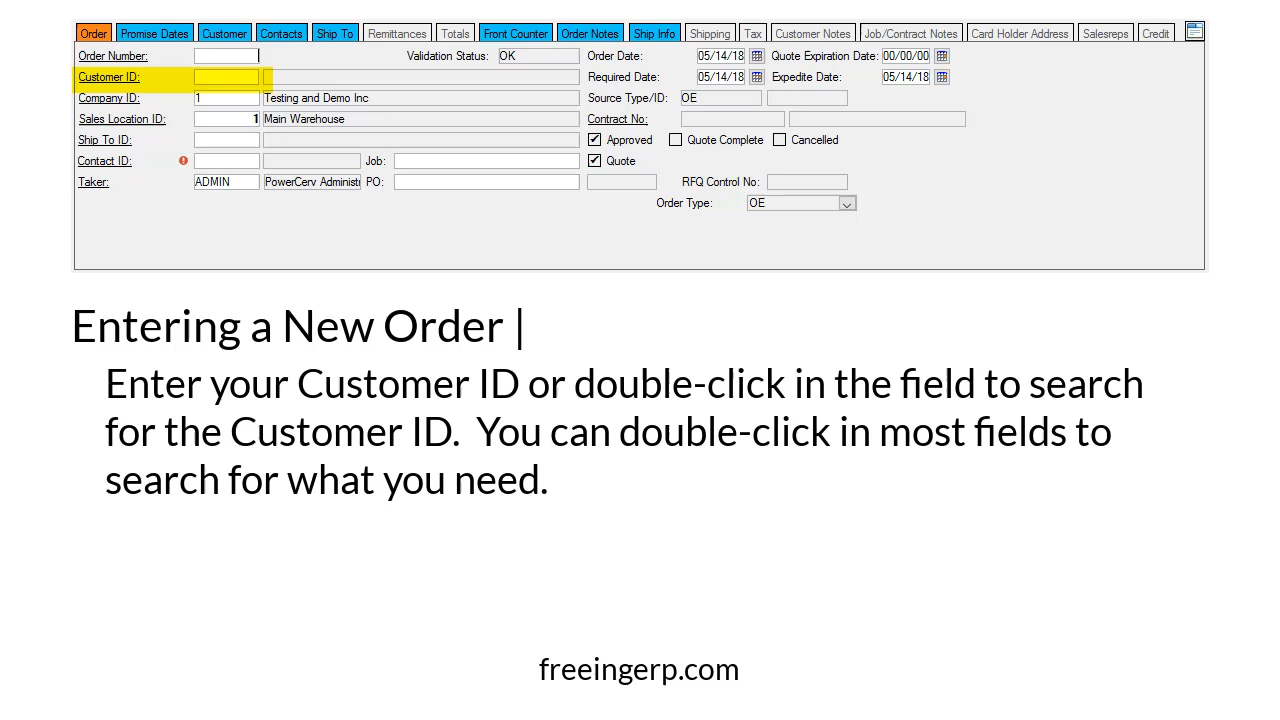 Order Promise Dates Customer Contacts Ship To Remittances Totals Front Counter Order Notes Ship Info Shipping Tax Customer Notes Job/Contract Notes Card Holder Address Salesreps Credit
Order Number: Validation Status: OK Order Date: 05/14/18 Quote Expiration Date: 00/00/00
Customer ID: Required Date: 05/14/18 Expedite Date: 05/14/18
Company ID: 1 Testing and Demo Inc Source Type/ID: OE
Sales Location ID: 1 Main Warehouse Contract No:
Ship To ID: Approved Quote Complete Cancelled
Contact ID: Job: Quote
Taker: ADMIN PowerCerv Administr PO: RFQ Control No:
Order Type: OE
Entering a New Order |
Enter your Customer ID or double-click in the field to search
for the Customer ID. You can double-click in most fields to
search for what you need.
freeingerp.com